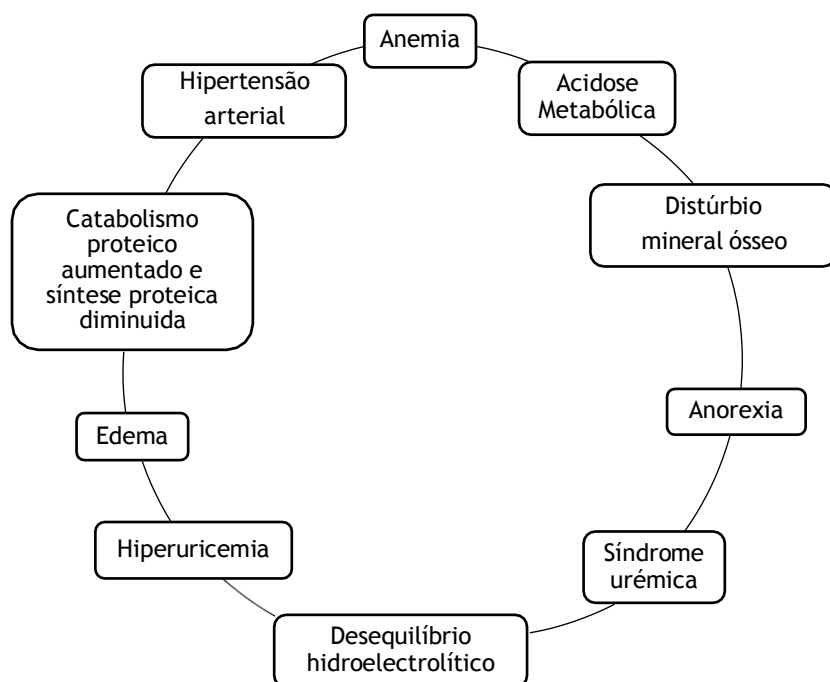 Anemia
Acidose
Metabólica
Distúrbio
mineral ósseo
Anorexia
Síndrome
urémica
Desequilíbrio
hidroelectrolítico
Hiperuricemia
Edema
Catabolismo
proteico
aumentado e
síntese proteica
diminuida
Hipertensão
arterial